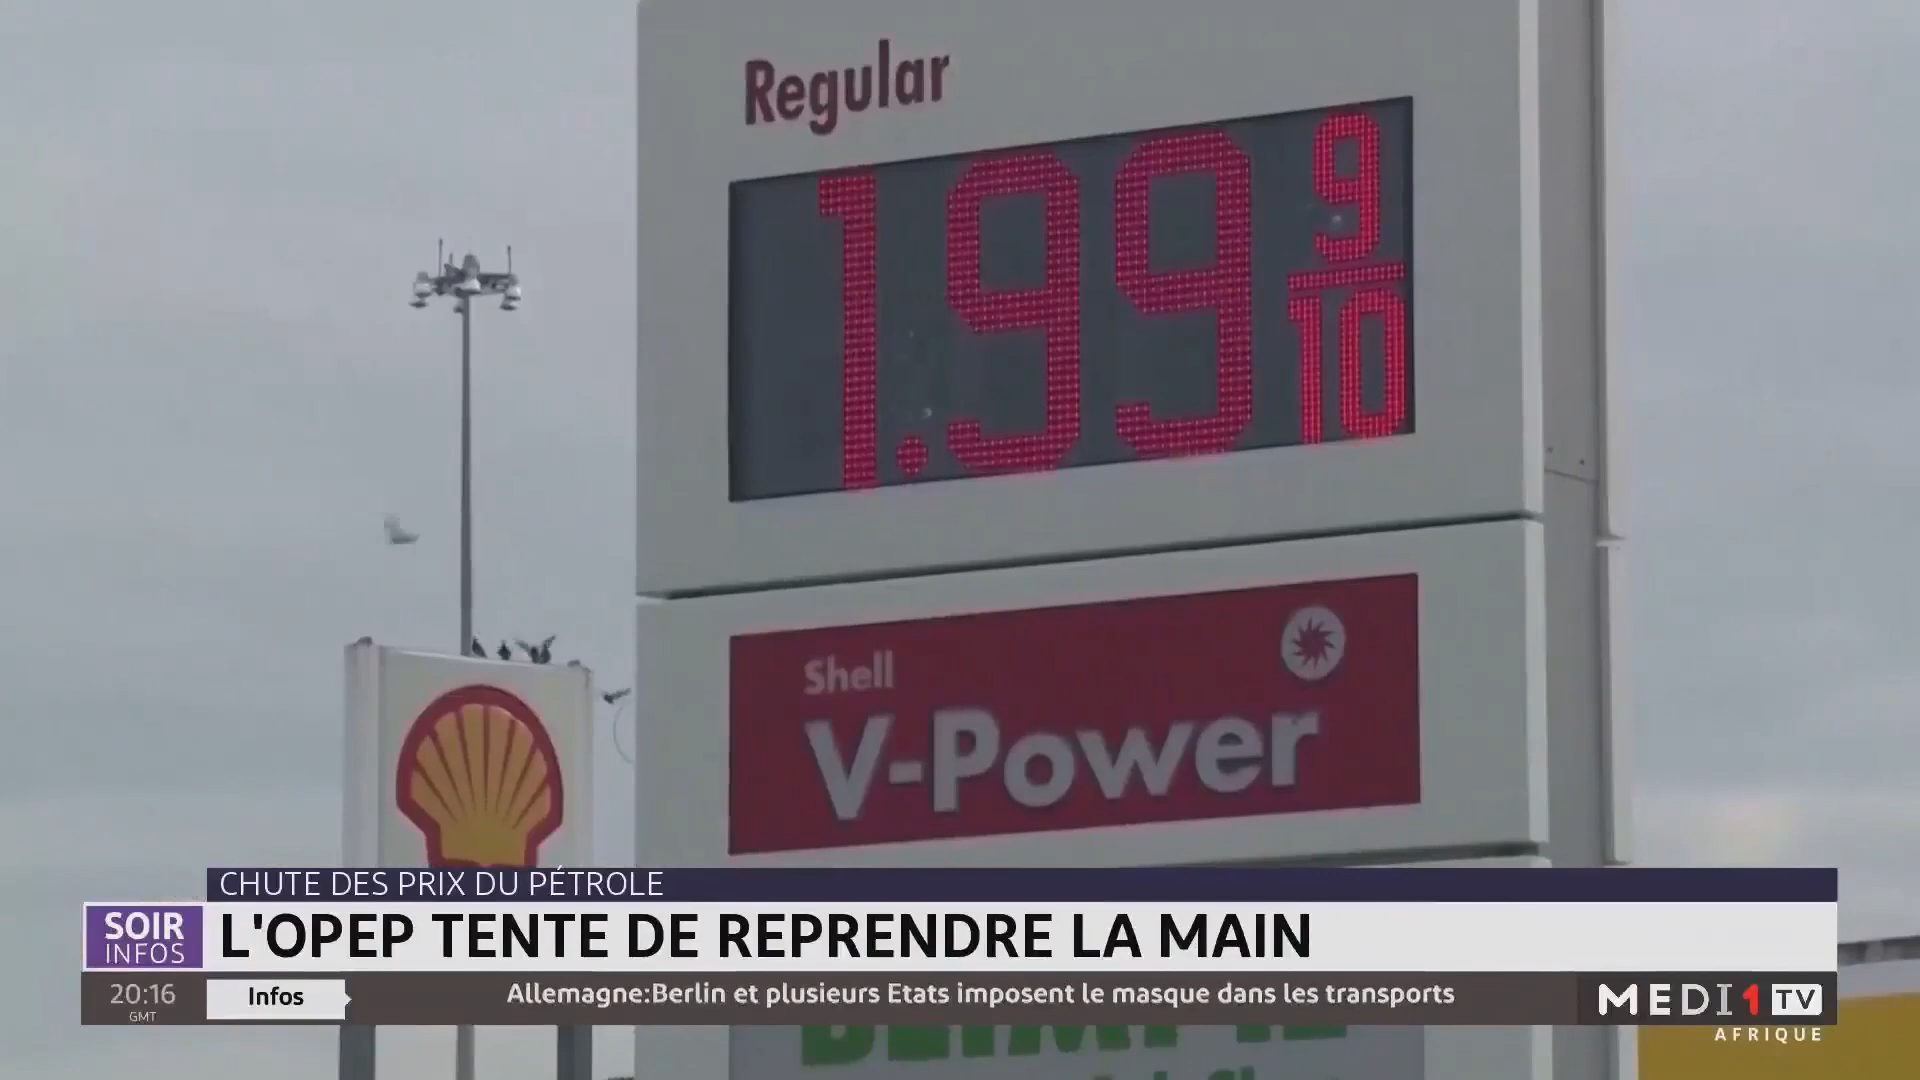 Regular
1.99 9/10
Shell
V-Power
CHUTE DES PRIX DU PÉTROLE
SOIR INFOS
L'OPEP TENTE DE REPRENDRE LA MAIN
20:16
GMT
Infos
Allemagne:Berlin et plusieurs Etats imposent le masque dans les transports
MEDI1TV
AFRIQUE